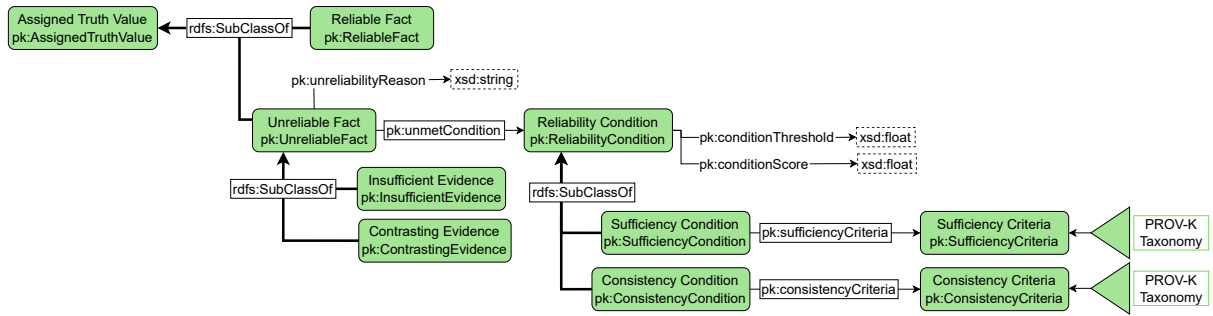 Assigned Truth Value
pk:AssignedTruthValue
rdfs:SubClassOf
Reliable Fact
pk:ReliableFact
pk:unreliabilityReason
xsd:string
Unreliable Fact
pk:UnreliableFact
pk:unmetCondition
Reliability Condition
pk:ReliabilityCondition
pk:conditionThreshold
xsd:float
pk:conditionScore
xsd:float
rdfs:SubClassOf
Insufficient Evidence
pk:InsufficientEvidence
rdfs:SubClassOf
Contrasting Evidence
pk:ContrastingEvidence
Sufficiency Condition
pk:SufficiencyCondition
pk:sufficiencyCriteria
Sufficiency Criteria
pk:SufficiencyCriteria
PROV-K
Taxonomy
Consistency Condition
pk:ConsistencyCondition
pk:consistencyCriteria
Consistency Criteria
pk:ConsistencyCriteria
PROV-K
Taxonomy